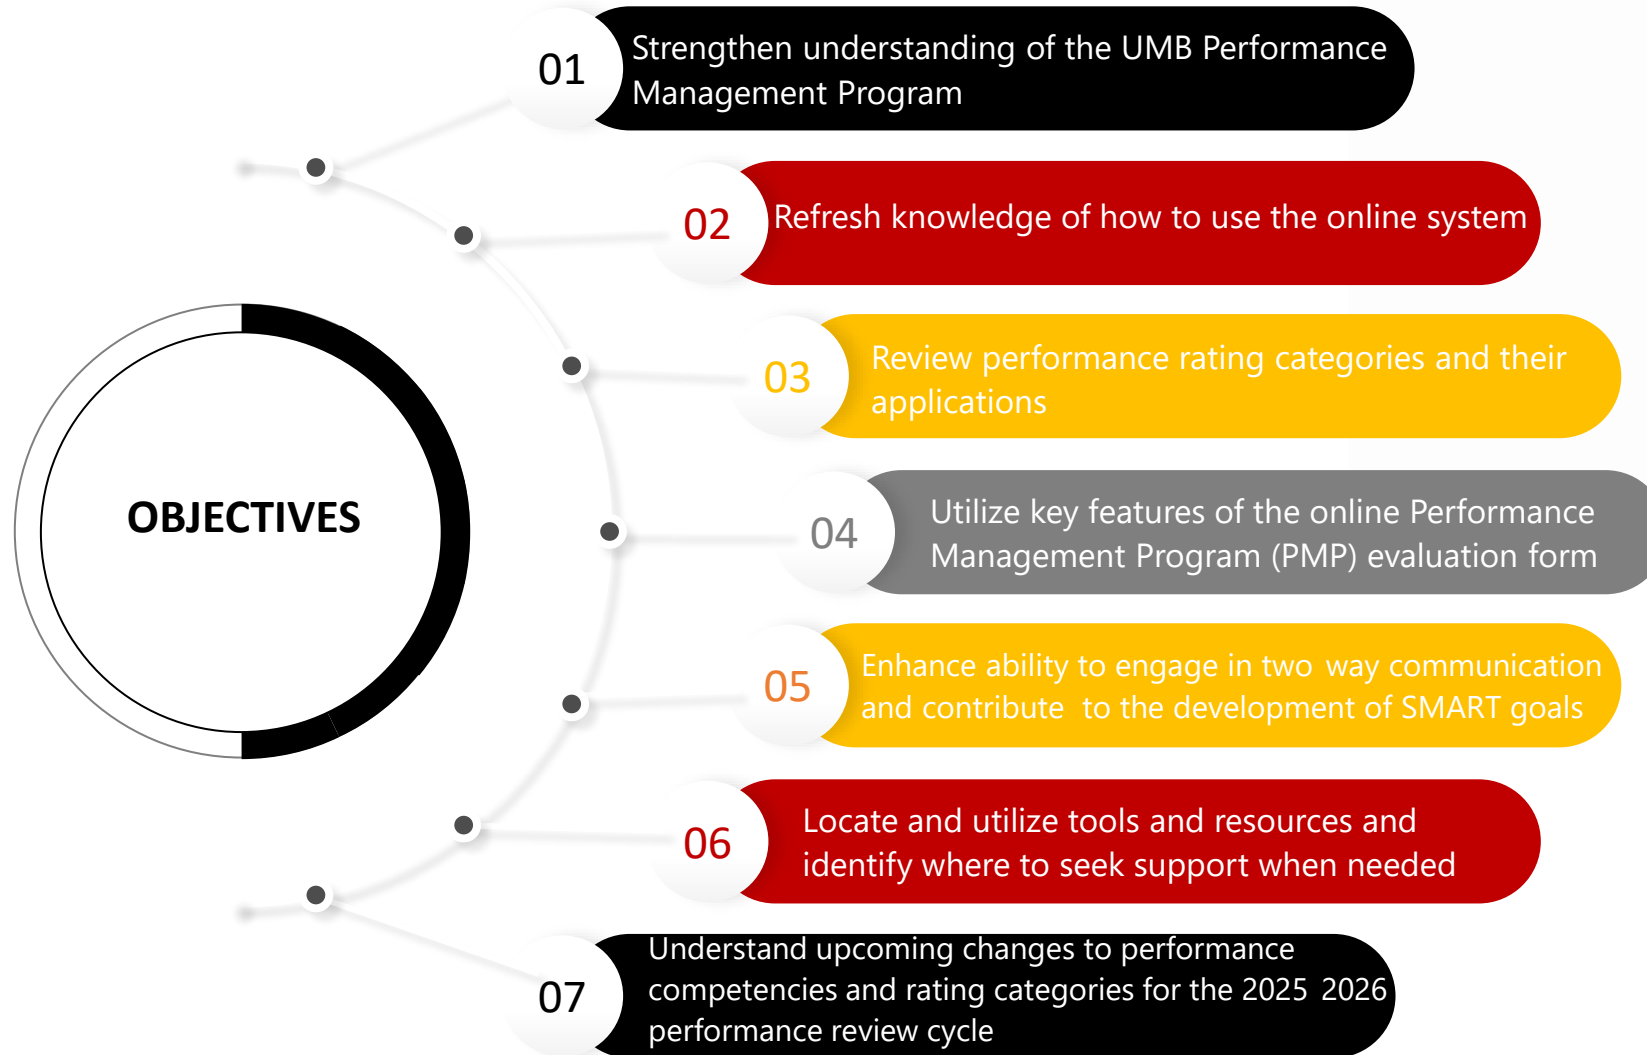 01
Strengthen understanding of the UMB Performance
Management Program
02
Refresh knowledge of how to use the online system
03
Review performance rating categories and their
applications
OBJECTIVES
04
Utilize key features of the online Performance
Management Program (PMP) evaluation form
05
Enhance ability to engage in two way communication
and contribute to the development of SMART goals
06
Locate and utilize tools and resources and
identify where to seek support when needed
07
Understand upcoming changes to performance
competencies and rating categories for the 2025 2026
performance review cycle